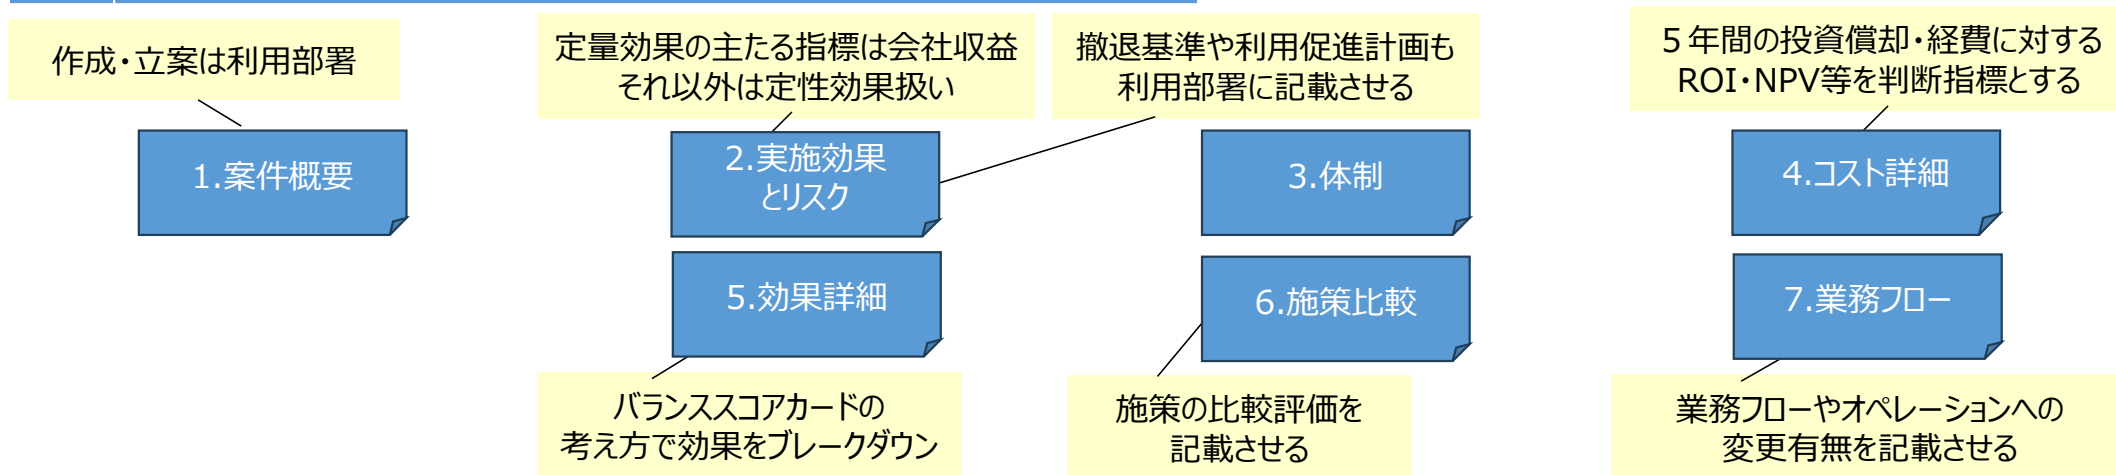 作成・立案は利用部署
定量効果の主たる指標は会社収益
それ以外は定性効果扱い
撤退基準や利用促進計画も
利用部署に記載させる
５年間の投資償却・経費に対する
ROI・NPV等を判断指標とする
1.案件概要
2.実施効果
とリスク
3.体制
4.コスト詳細
5.効果詳細
6.施策比較
7.業務フロー
バランススコアカードの
考え方で効果をブレークダウン
施策の比較評価を
記載させる
業務フローやオペレーションへの
変更有無を記載させる